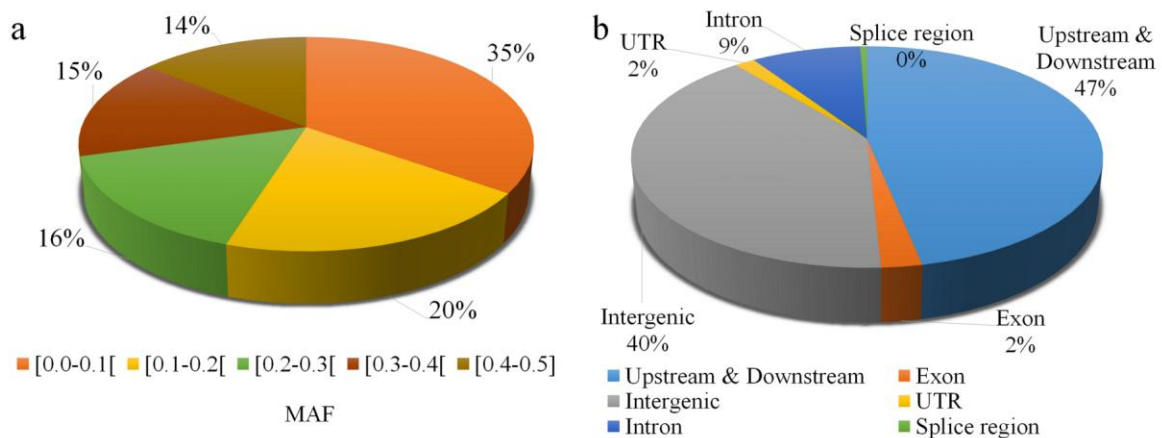 a
14%
35%
15%
16%
20%
[0.0-0.1[ [0.1-0.2[ [0.2-0.3[ [0.3-0.4[ [0.4-0.5]
MAF
b
Intron
9%
Splice region
0%
Upstream &
Downstream
47%
UTR
2%
Intergenic
40%
Exon
2%
Upstream & Downstream Exon
Intergenic UTR
Intron Splice region